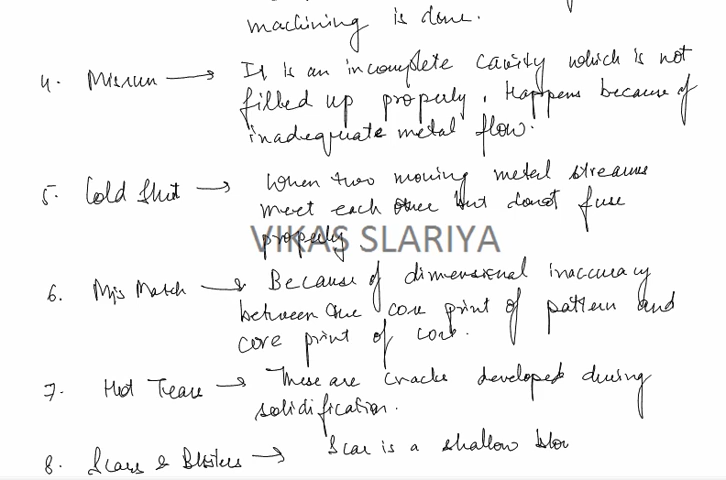 machining is done.
4. Misrun → It is an incomplete cavity which is not
filled up properly. Happens because of
inadequate metal flow.
5. Cold Shut → When two moving metal streams
meet each other but donot fuse
properly
VIKAS SLARIYA
6. Mis Match → Because of dimensional inaccuracy
between the core print of pattern and
core print of core.
7. Hot Tears → These are cracks developed during
solidification.
8. Scars & Blisters → Scar is a shallow blow